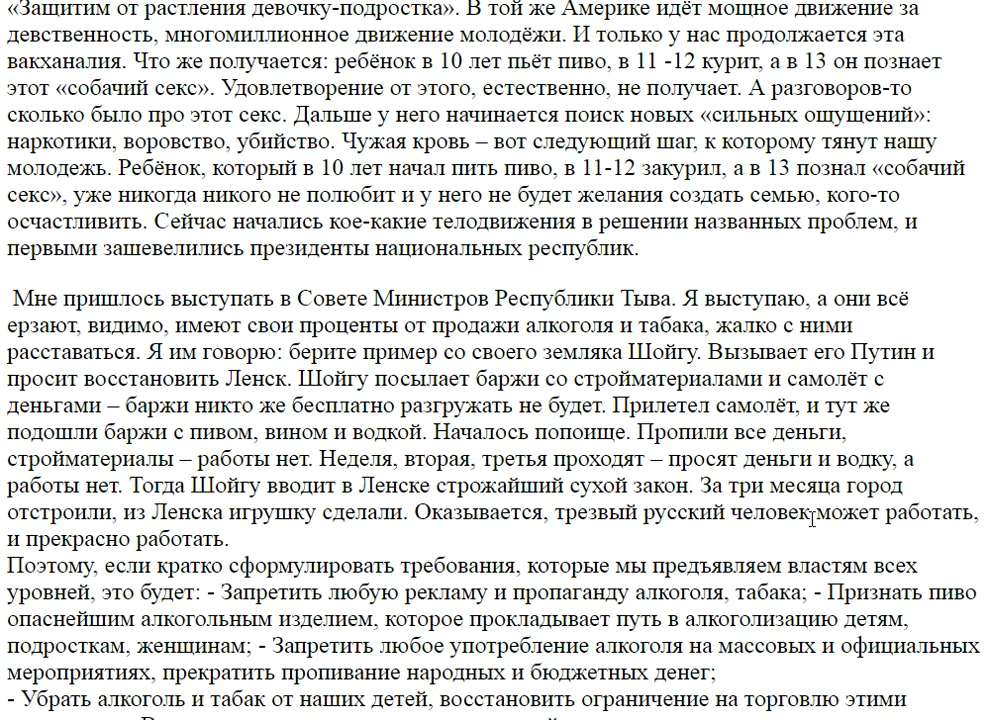 «Защитим от растления девочку-подростка». В той же Америке идёт мощное движение за
девственность, многомиллионное движение молодёжи. И только у нас продолжается эта
вакханалия. Что же получается: ребёнок в 10 лет пьёт пиво, в 11 -12 курит, а в 13 он познает
этот «собачий секс». Удовлетворение от этого, естественно, не получает. А разговоров-то
сколько было про этот секс. Дальше у него начинается поиск новых «сильных ощущений»:
наркотики, воровство, убийство. Чужая кровь – вот следующий шаг, к которому тянут нашу
молодежь. Ребёнок, который в 10 лет начал пить пиво, в 11-12 закурил, а в 13 познал «собачий
секс», уже никогда никого не полюбит и у него не будет желания создать семью, кого-то
осчастливить. Сейчас начались кое-какие телодвижения в решении названных проблем, и
первыми зашевелились президенты национальных республик.
Мне пришлось выступать в Совете Министров Республики Тыва. Я выступаю, а они всё
ерзают, видимо, имеют свои проценты от продажи алкоголя и табака, жалко с ними
расставаться. Я им говорю: берите пример со своего земляка Шойгу. Вызывает его Путин и
просит восстановить Ленск. Шойгу посылает баржи со стройматериалами и самолёт с
деньгами – баржи никто же бесплатно разгружать не будет. Прилетел самолёт, и тут же
подошли баржи с пивом, вином и водкой. Началось попоище. Пропили все деньги,
стройматериалы – работы нет. Неделя, вторая, третья проходят – просят деньги и водку, а
работы нет. Тогда Шойгу вводит в Ленске строжайший сухой закон. За три месяца город
отстроили, из Ленска игрушку сделали. Оказывается, трезвый русский человек может работать,
и прекрасно работать.
Поэтому, если кратко сформулировать требования, которые мы предъявляем властям всех
уровней, это будет: - Запретить любую рекламу и пропаганду алкоголя, табака; - Признать пиво
опаснейшим алкогольным изделием, которое прокладывает путь в алкоголизацию детям,
подросткам, женщинам; - Запретить любое употребление алкоголя на массовых и официальных
мероприятиях, прекратить пропивание народных и бюджетных денег;
- Убрать алкоголь и табак от наших детей, восстановить ограничение на торговлю этими